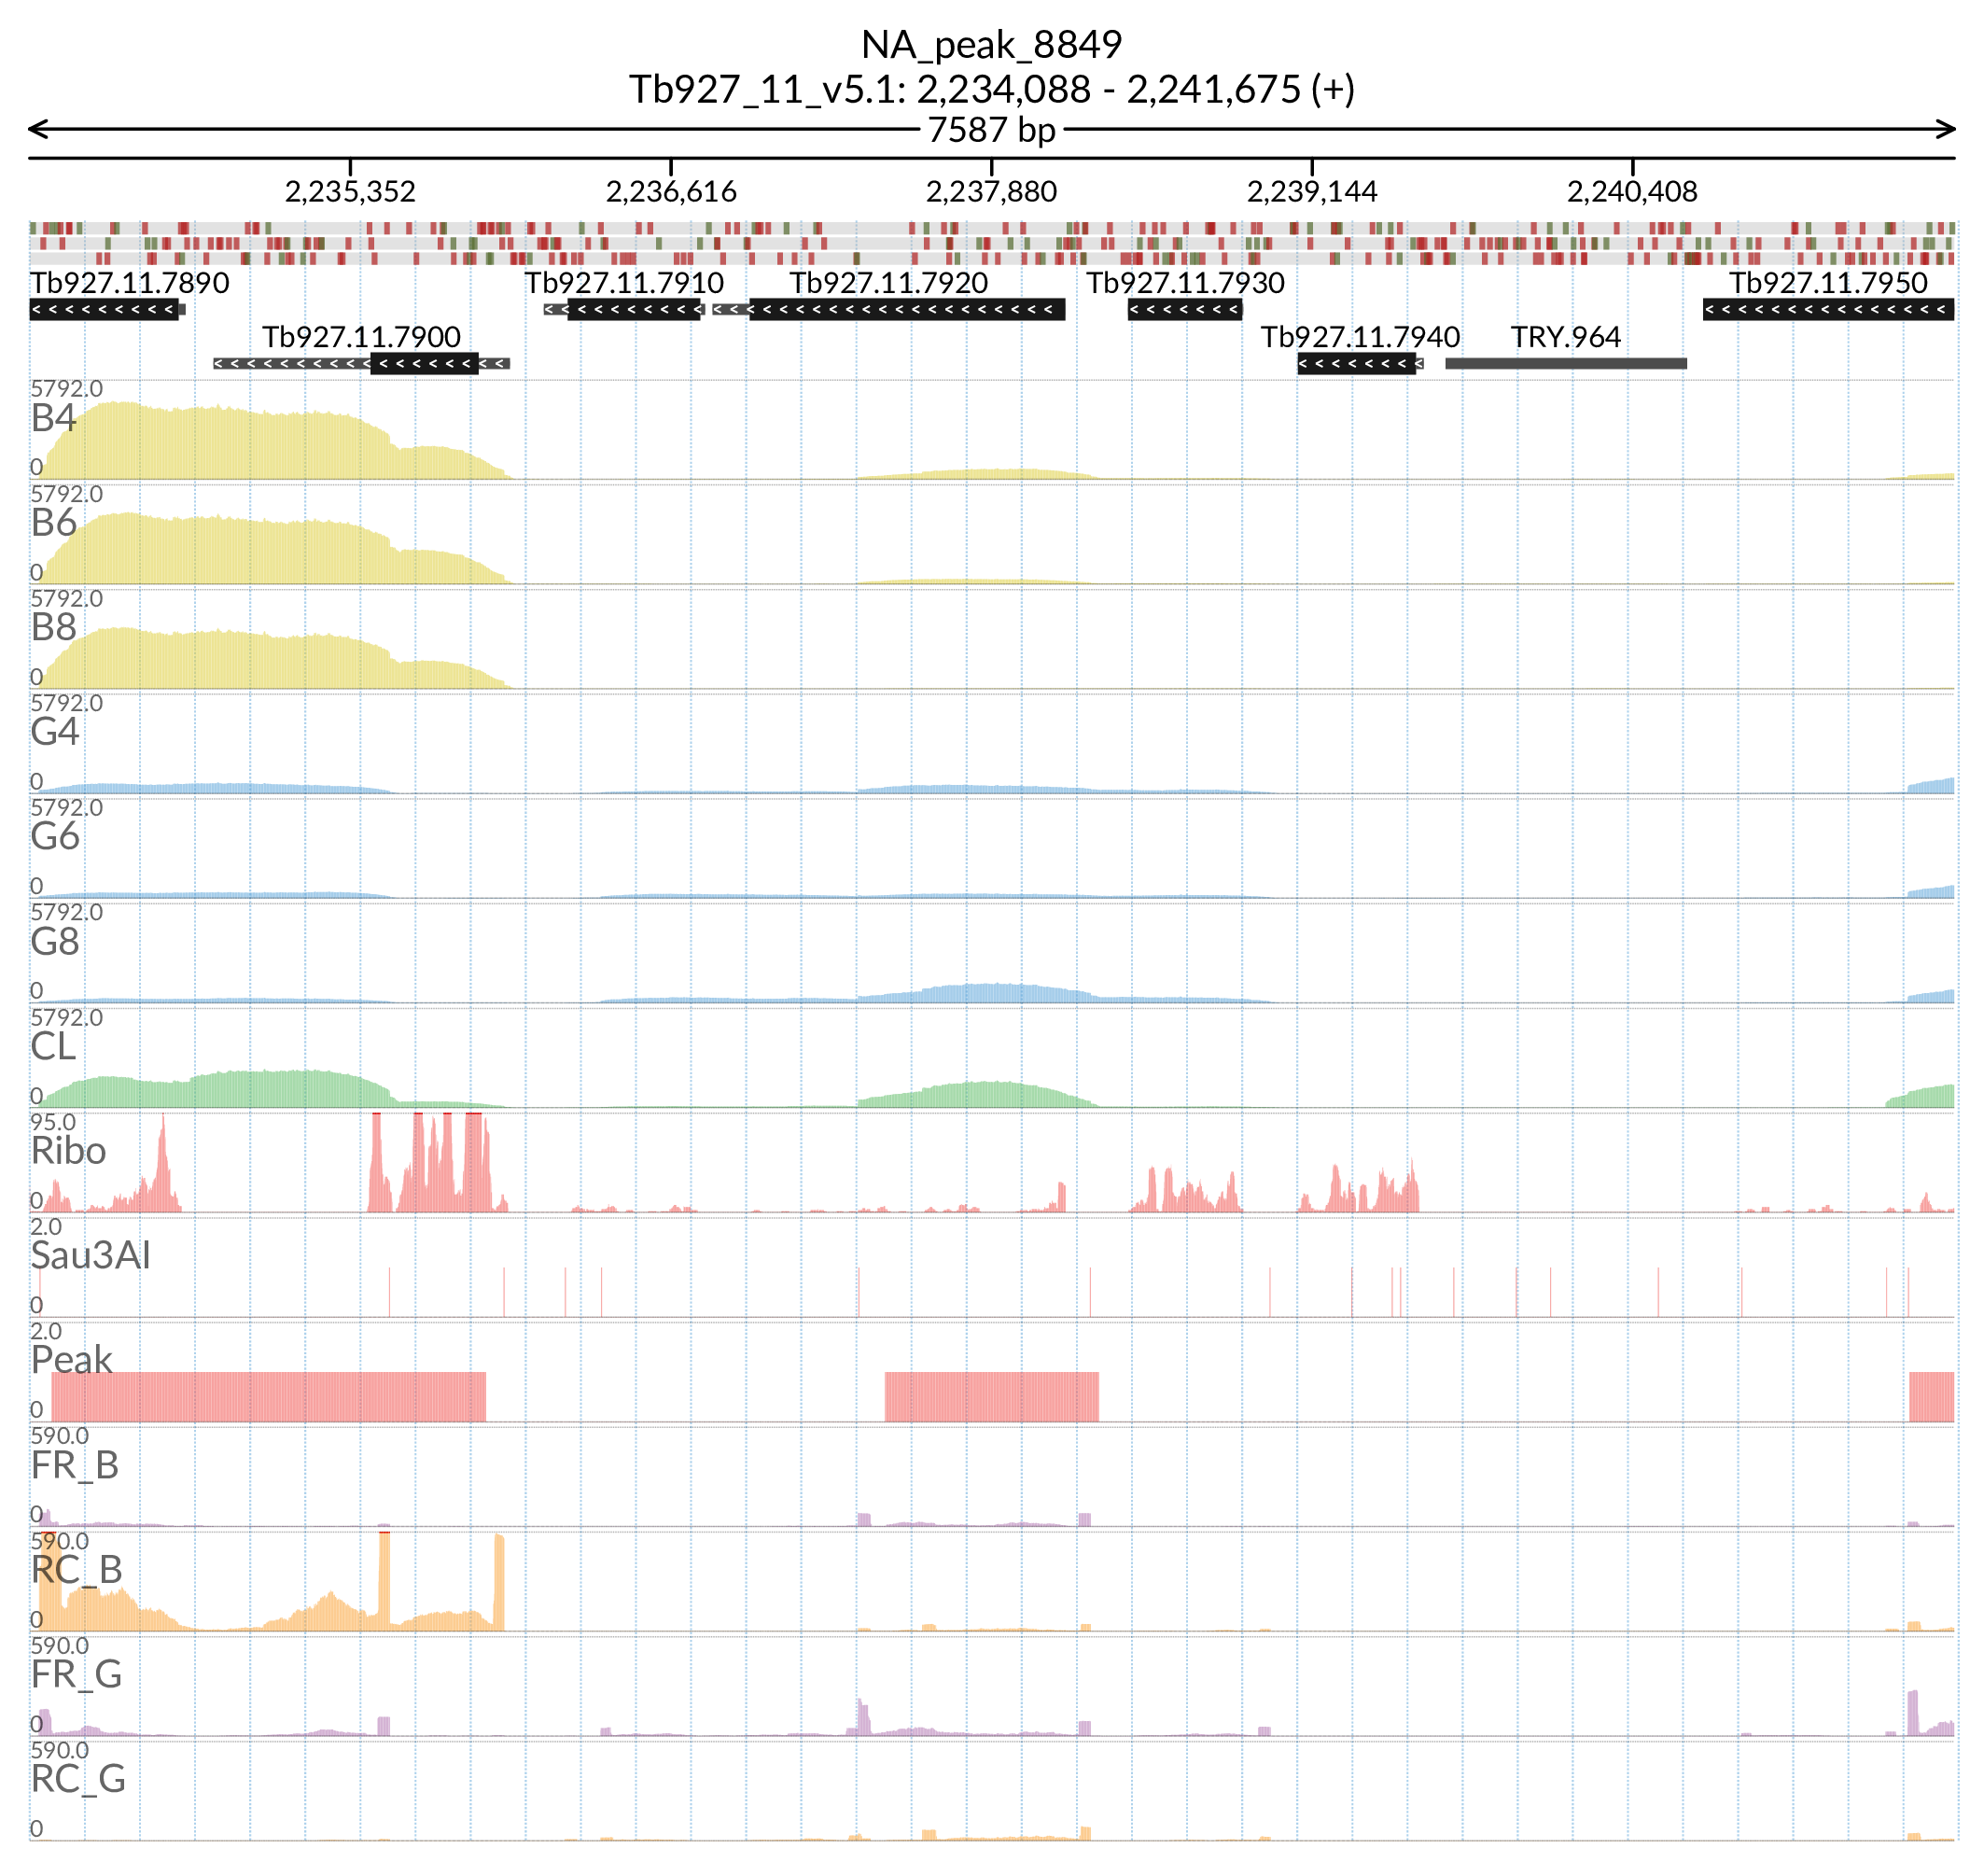 NA_peak_8849
Tb927_11_v5.1: 2,234,088 - 2,241,675 (+)
7587 bp
2,235,352 2,236,616 2,237,880 2,239,144 2,240,408
Tb927.11.7890 Tb927.11.7910 Tb927.11.7920 Tb927.11.7930 Tb927.11.7950
Tb927.11.7900 Tb927.11.7940 TRY.964
5792.0
B4
0
5792.0
B6
0
5792.0
B8
0
5792.0
G4
0
5792.0
G6
0
5792.0
G8
0
5792.0
CL
0
95.0
Ribo
0
2.0
Sau3AI
0
2.0
Peak
0
590.0
FR_B
0
590.0
RC_B
0
590.0
FR_G
0
590.0
RC_G
0